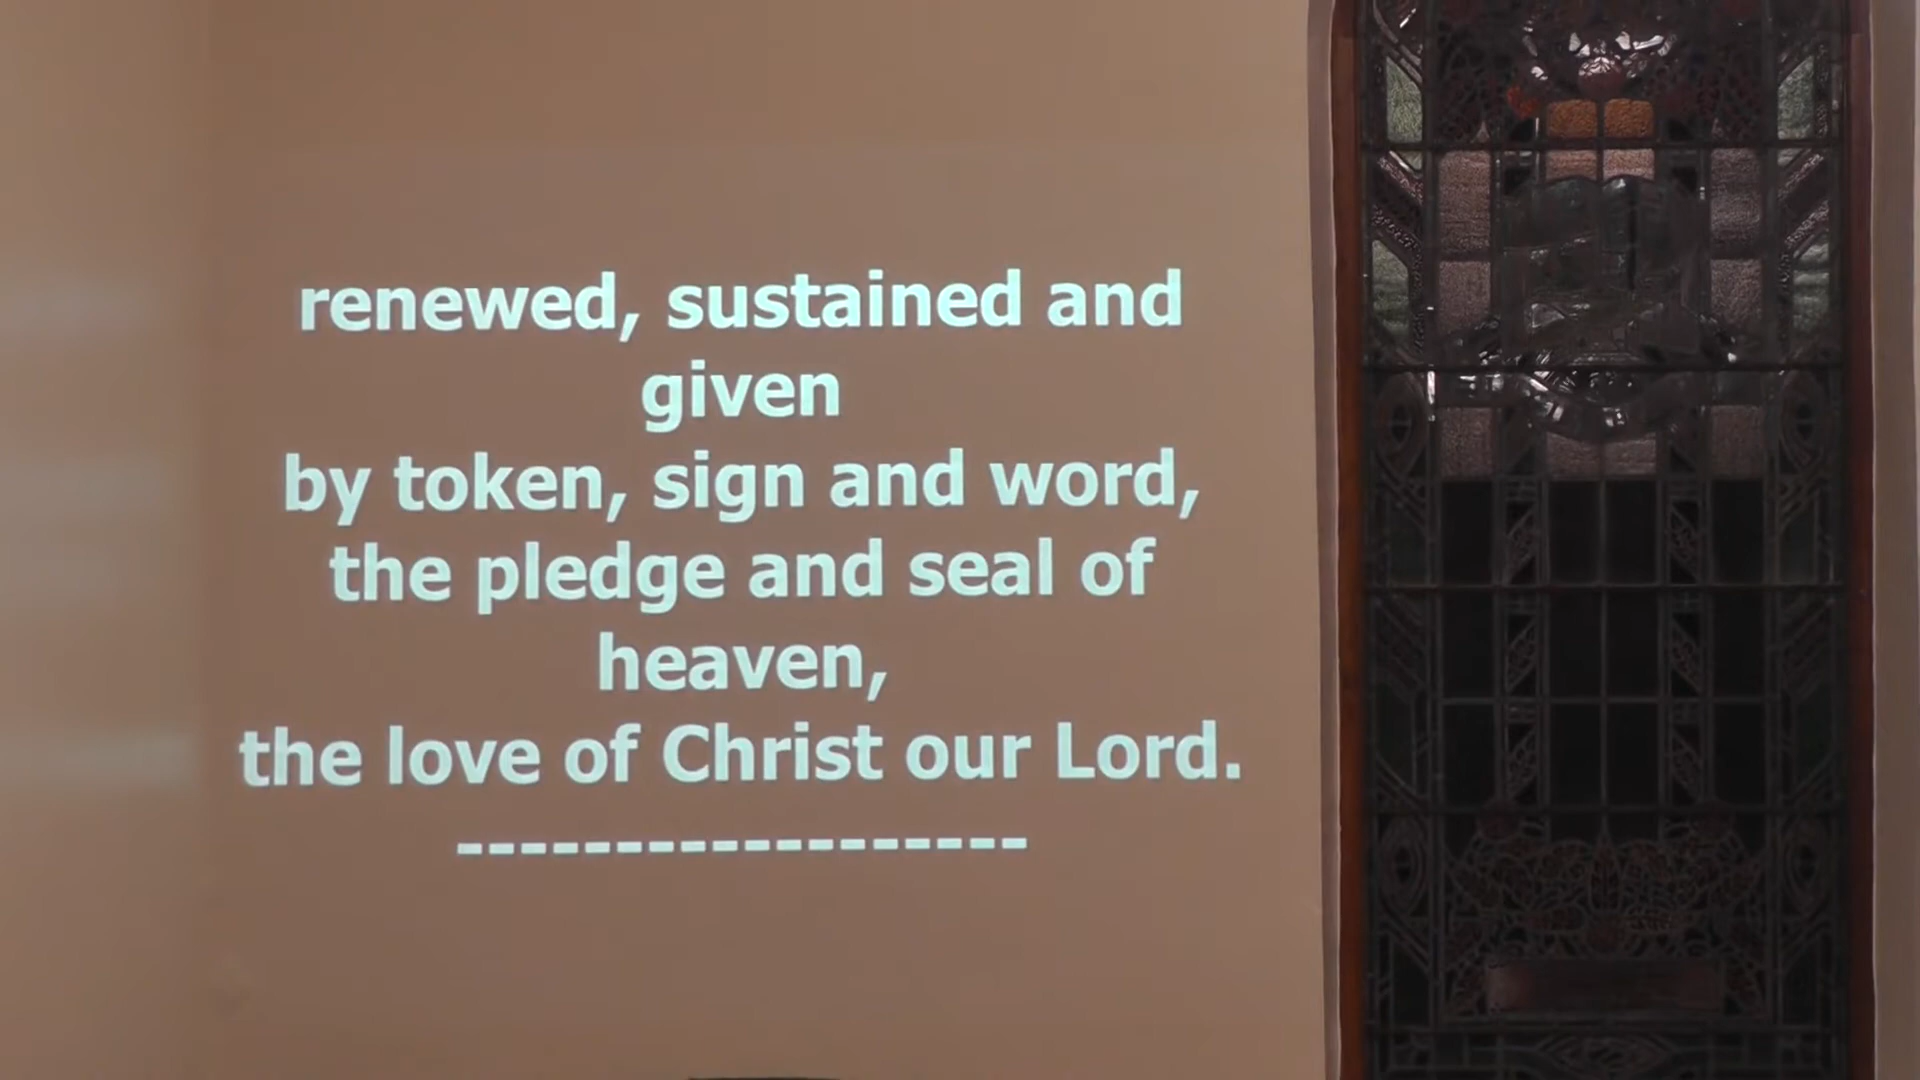 renewed, sustained and
given
by token, sign and word,
the pledge and seal of
heaven,
the love of Christ our Lord.
------------------